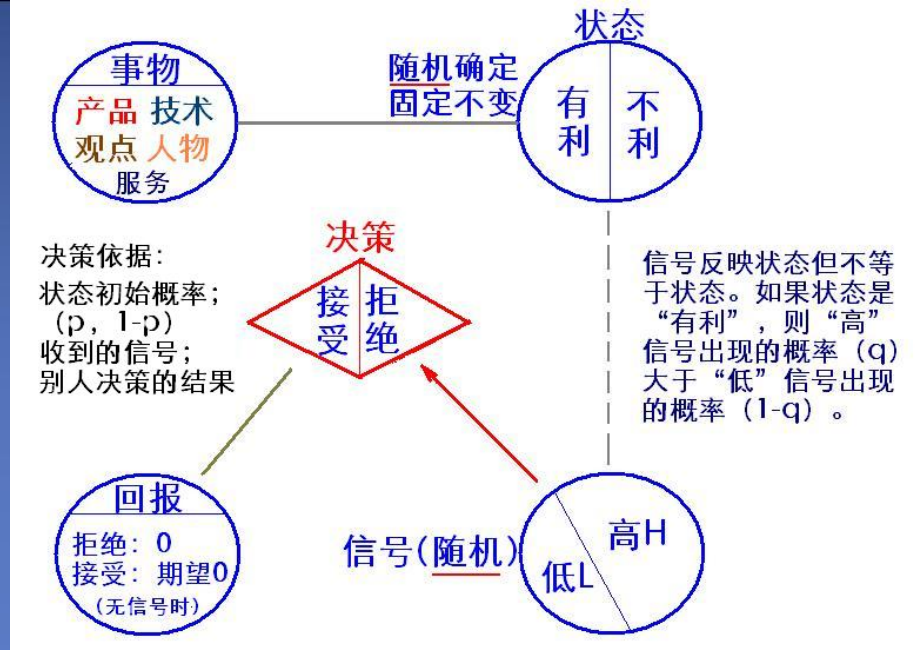 状态
事物
产品 技术
观点 人物
服务
随机确定
固定不变
有利
不利
决策依据：
状态初始概率；
（p，1-p）
收到的信号；
别人决策的结果
决策
接受
拒绝
信号反映状态但不等
于状态。如果状态是
“有利”，则“高”
信号出现的概率（q）
大于“低”信号出现
的概率（1-q）。
回报
拒绝：0
接受：期望0
（无信号时）
信号(随机)
高H
低L